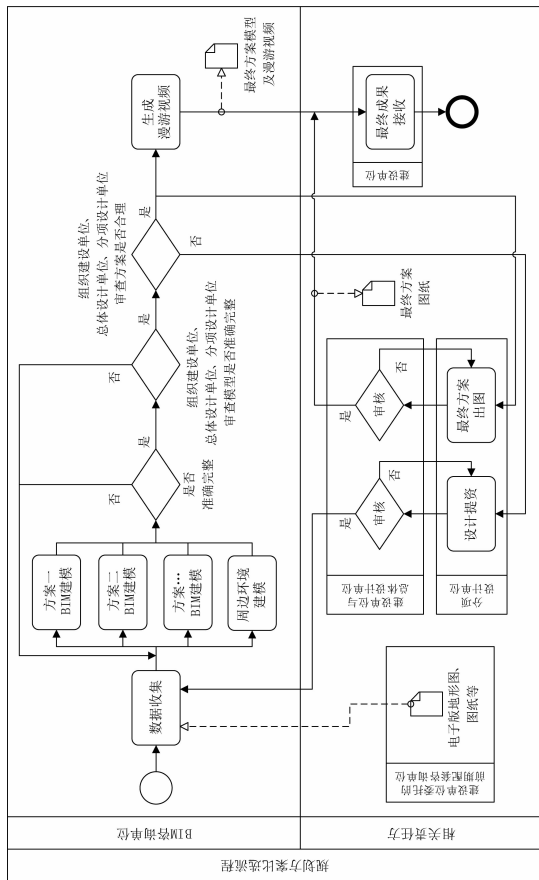 规划方案比选流程
BIM咨询单位
数据收集
方案一
BIM建模
方案二
BIM建模
方案…
BIM建模
周边环境
建模
是否
准确完整
是
否
组织建设单位、
总体设计单位、分项设计单位
审查模型是否准确完整
是
否
组织建设单位、
总体设计单位、分项设计单位
审查方案是否合理
是
否
生成
漫游视频
最终方案模型
及漫游视频
相关责任方
建设单位委托的
前期配套咨询单位
电子版地形图、
图纸等
建设单位与
总体设计单位
审核
是
否
审核
是
否
分项
设计单位
设计提资
最终方案
出图
最终方案
图纸
建设单位
最终成果
接收